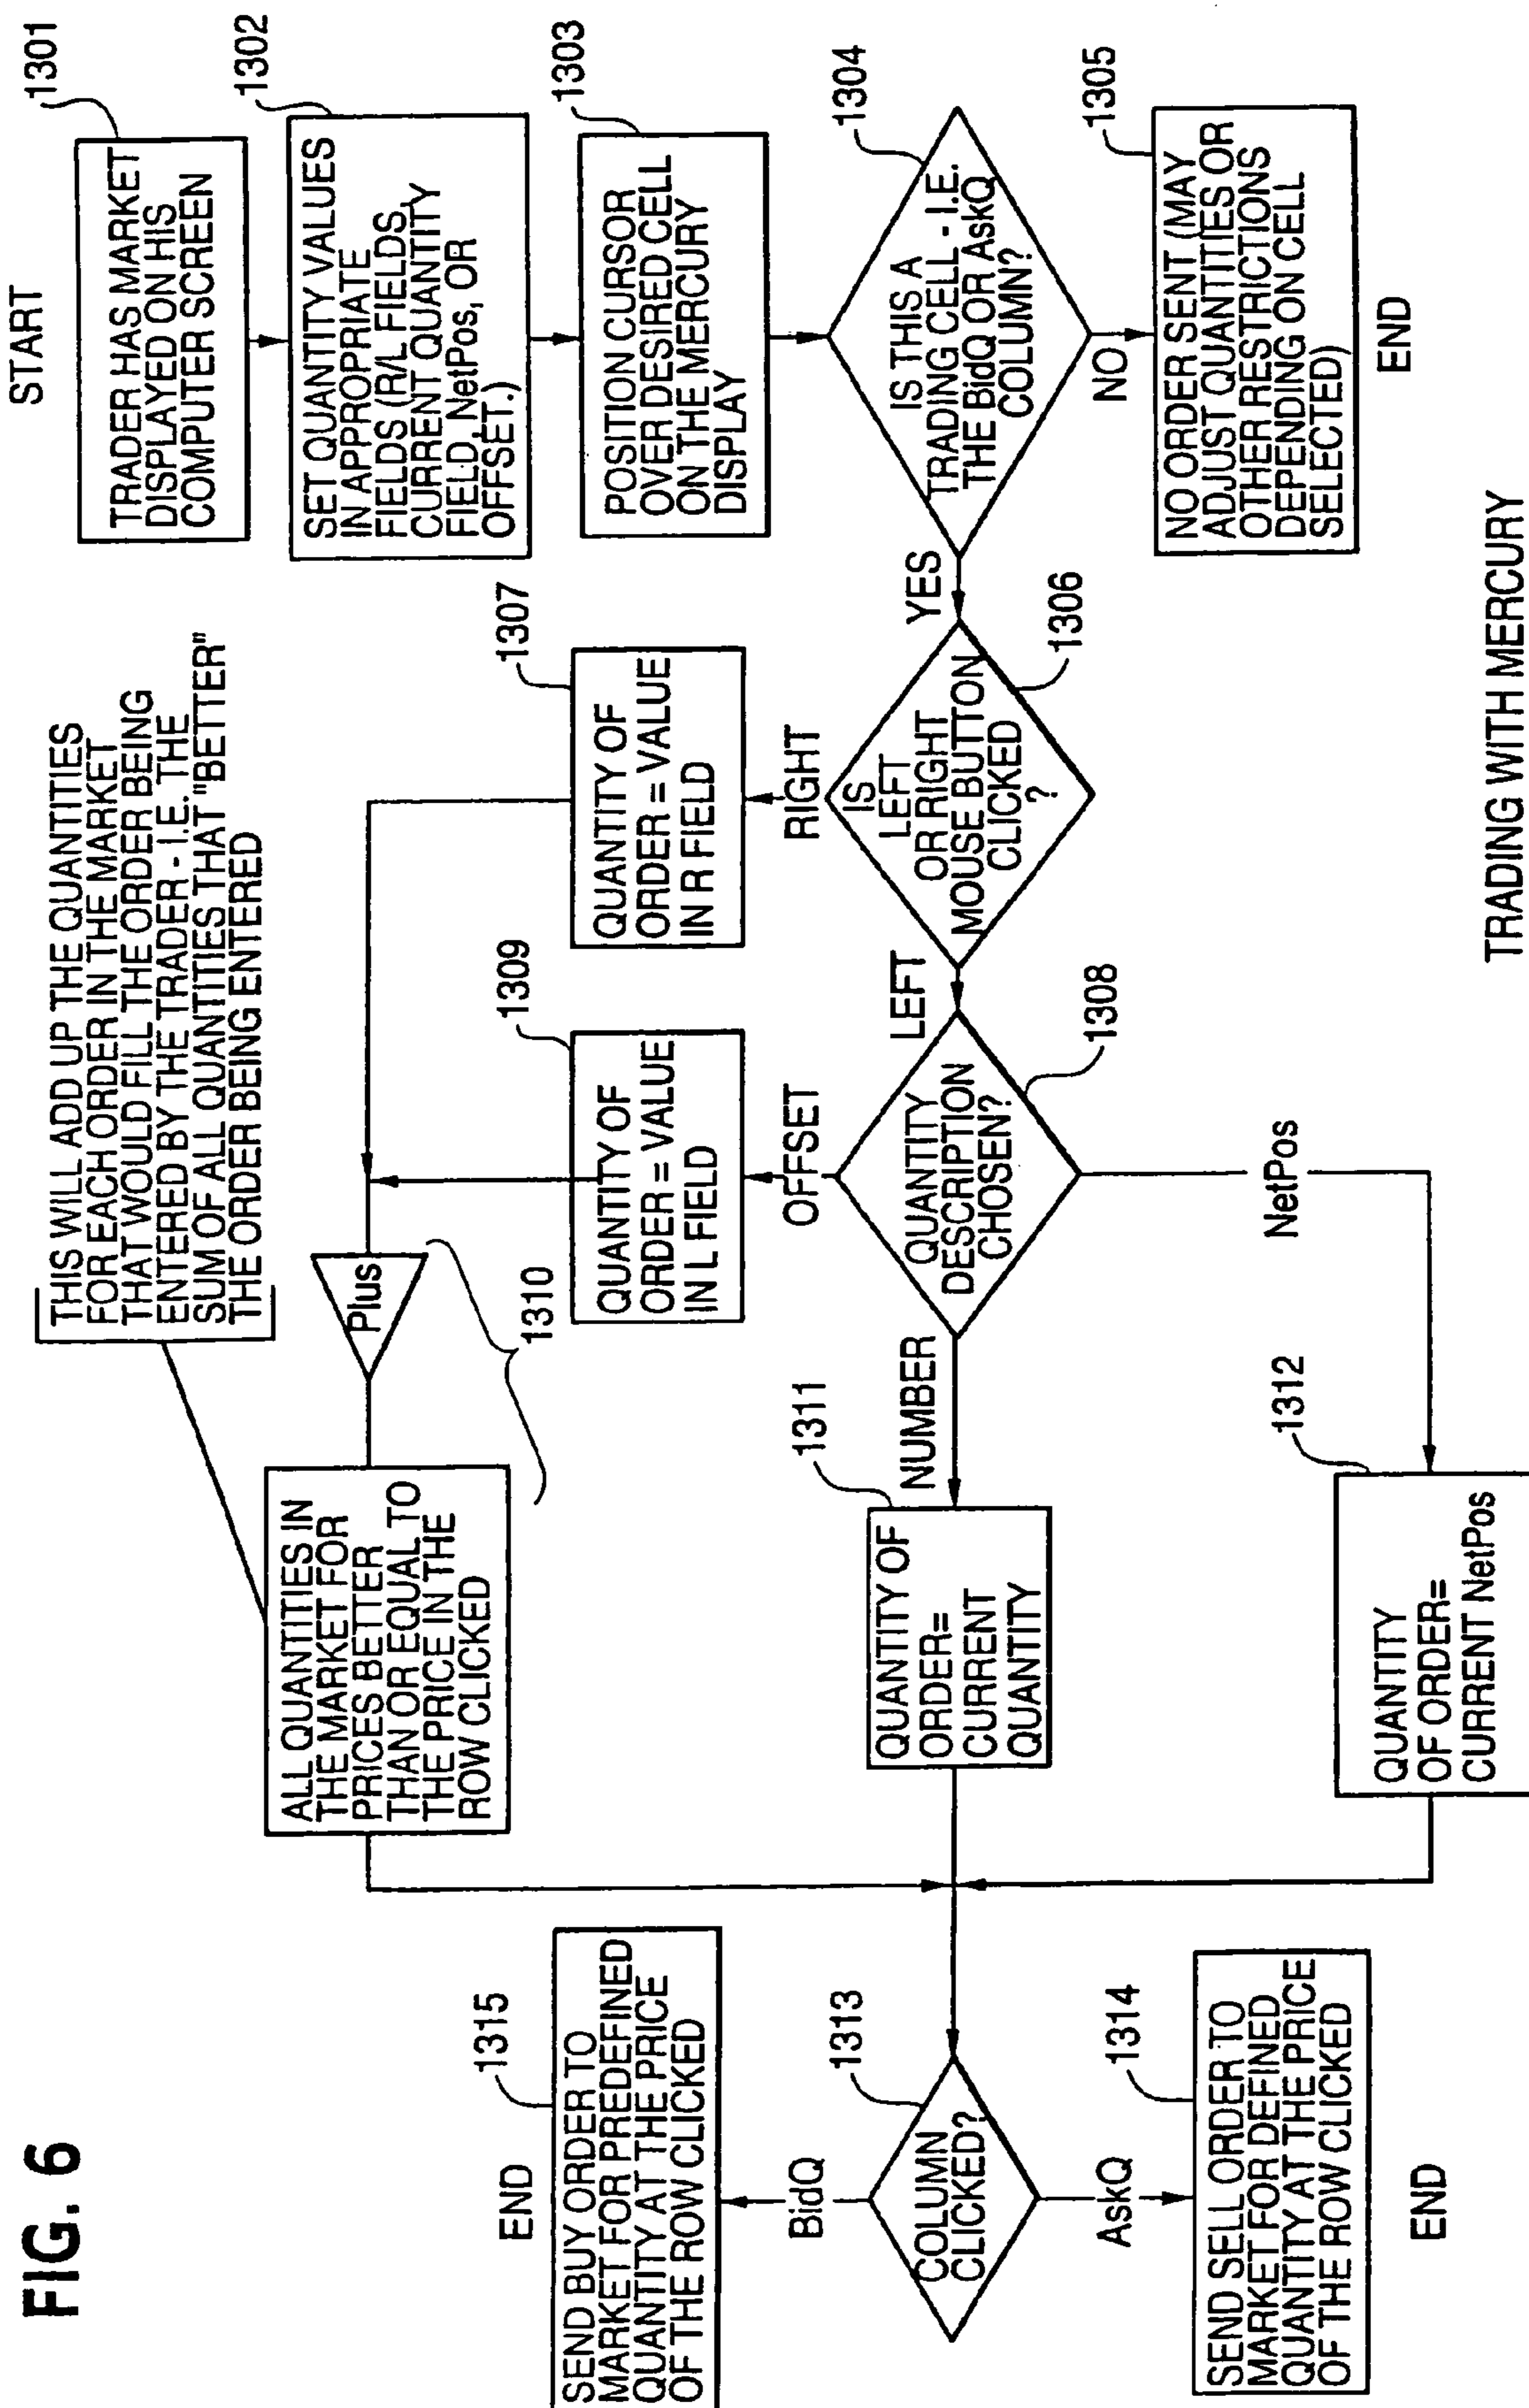 FIG. 6
START
1301
TRADER HAS MARKET
DISPLAYED ON HIS
COMPUTER SCREEN
1302
SET QUANTITY VALUES
IN APPROPRIATE
FIELDS (R/L FIELDS,
CURRENT QUANTITY
FIELD, NetPos, OR
OFFSET.)
1303
POSITION CURSOR
OVER DESIRED CELL
ON THE MERCURY
DISPLAY
1304
IS THIS A
TRADING CELL - I.E.
THE BidQ OR AskQ
COLUMN?
NO
1305
NO ORDER SENT (MAY
ADJUST QUANTITIES OR
OTHER RESTRICTIONS
DEPENDING ON CELL
SELECTED)
END
YES
1306
IS
LEFT
OR RIGHT
MOUSE BUTTON
CLICKED
?
RIGHT
1307
QUANTITY OF
ORDER = VALUE
IN R FIELD
LEFT
1308
QUANTITY
DESCRIPTION
CHOSEN?
OFFSET
1309
QUANTITY OF
ORDER = VALUE
IN L FIELD
Plus
1310
ALL QUANTITIES IN
THE MARKET FOR
PRICES BETTER
THAN OR EQUAL TO
THE PRICE IN THE
ROW CLICKED
THIS WILL ADD UP THE QUANTITIES
FOR EACH ORDER IN THE MARKET
THAT WOULD FILL THE ORDER BEING
ENTERED BY THE TRADER - I.E. THE
SUM OF ALL QUANTITIES THAT "BETTER"
THE ORDER BEING ENTERED
NUMBER
1311
QUANTITY OF
ORDER=
CURRENT
QUANTITY
NetPos
1312
QUANTITY
OF ORDER=
CURRENT NetPos
1313
COLUMN
CLICKED?
BidQ
1315
SEND BUY ORDER TO
MARKET FOR PREDEFINED
QUANTITY AT THE PRICE
OF THE ROW CLICKED
END
AskQ
1314
SEND SELL ORDER TO
MARKET FOR DEFINED
QUANTITY AT THE PRICE
OF THE ROW CLICKED
END
TRADING WITH MERCURY